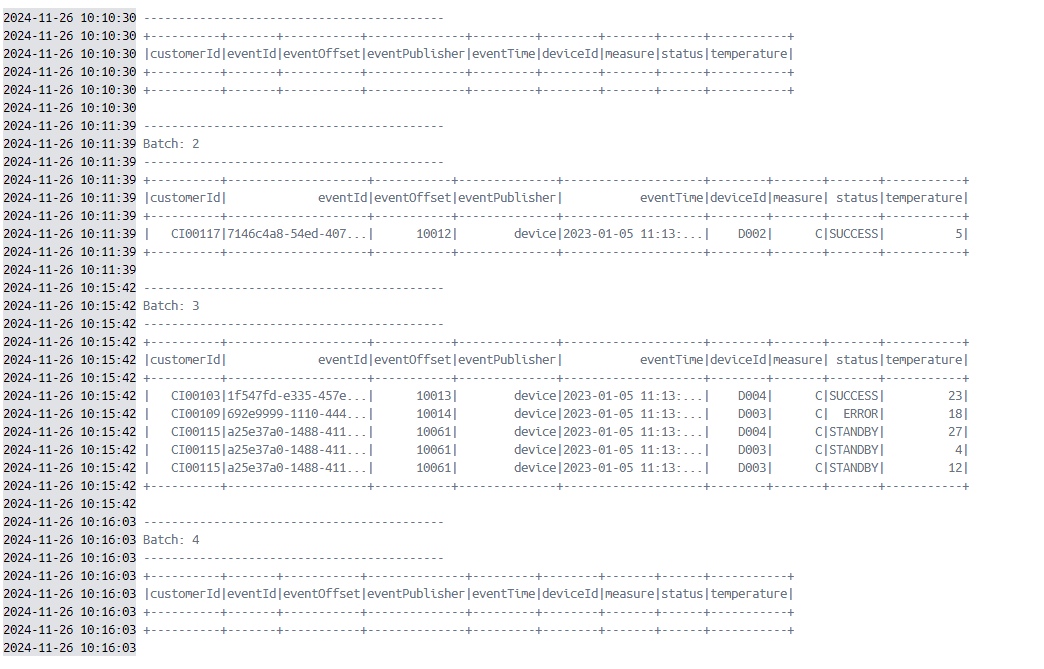 2024-11-26 10:10:30 -------------------------------------------
2024-11-26 10:10:30 +----------+-------+-----------+--------------+---------+--------+-------+------+-----------+
2024-11-26 10:10:30 |customerId|eventId|eventOffset|eventPublisher|eventTime|deviceId|measure|status|temperature|
2024-11-26 10:10:30 +----------+-------+-----------+--------------+---------+--------+-------+------+-----------+
2024-11-26 10:10:30 +----------+-------+-----------+--------------+---------+--------+-------+------+-----------+
2024-11-26 10:10:30
2024-11-26 10:11:39 -------------------------------------------
2024-11-26 10:11:39 Batch: 2
2024-11-26 10:11:39 -------------------------------------------
2024-11-26 10:11:39 +----------+--------------------+-----------+--------------+--------------------+--------+-------+-------+-----------+
2024-11-26 10:11:39 |customerId|             eventId|eventOffset|eventPublisher|           eventTime|deviceId|measure| status|temperature|
2024-11-26 10:11:39 +----------+--------------------+-----------+--------------+--------------------+--------+-------+-------+-----------+
2024-11-26 10:11:39 |   CI00117|7146c4a8-54ed-407...|      10012|        device|2023-01-05 11:13:...|    D002|      C|SUCCESS|          5|
2024-11-26 10:11:39 +----------+--------------------+-----------+--------------+--------------------+--------+-------+-------+-----------+
2024-11-26 10:11:39
2024-11-26 10:15:42 -------------------------------------------
2024-11-26 10:15:42 Batch: 3
2024-11-26 10:15:42 -------------------------------------------
2024-11-26 10:15:42 +----------+--------------------+-----------+--------------+--------------------+--------+-------+-------+-----------+
2024-11-26 10:15:42 |customerId|             eventId|eventOffset|eventPublisher|           eventTime|deviceId|measure| status|temperature|
2024-11-26 10:15:42 +----------+--------------------+-----------+--------------+--------------------+--------+-------+-------+-----------+
2024-11-26 10:15:42 |   CI00103|1f547fd-e335-457e...|      10013|        device|2023-01-05 11:13:...|    D004|      C|SUCCESS|         23|
2024-11-26 10:15:42 |   CI00109|692e9999-1110-444...|      10014|        device|2023-01-05 11:13:...|    D003|      C|  ERROR|         18|
2024-11-26 10:15:42 |   CI00115|a25e37a0-1488-411...|      10061|        device|2023-01-05 11:13:...|    D004|      C|STANDBY|         27|
2024-11-26 10:15:42 |   CI00115|a25e37a0-1488-411...|      10061|        device|2023-01-05 11:13:...|    D003|      C|STANDBY|          4|
2024-11-26 10:15:42 |   CI00115|a25e37a0-1488-411...|      10061|        device|2023-01-05 11:13:...|    D003|      C|STANDBY|         12|
2024-11-26 10:15:42 +----------+--------------------+-----------+--------------+--------------------+--------+-------+-------+-----------+
2024-11-26 10:15:42
2024-11-26 10:16:03 -------------------------------------------
2024-11-26 10:16:03 Batch: 4
2024-11-26 10:16:03 -------------------------------------------
2024-11-26 10:16:03 +----------+-------+-----------+--------------+---------+--------+-------+------+-----------+
2024-11-26 10:16:03 |customerId|eventId|eventOffset|eventPublisher|eventTime|deviceId|measure|status|temperature|
2024-11-26 10:16:03 +----------+-------+-----------+--------------+---------+--------+-------+------+-----------+
2024-11-26 10:16:03 +----------+-------+-----------+--------------+---------+--------+-------+------+-----------+
2024-11-26 10:16:03